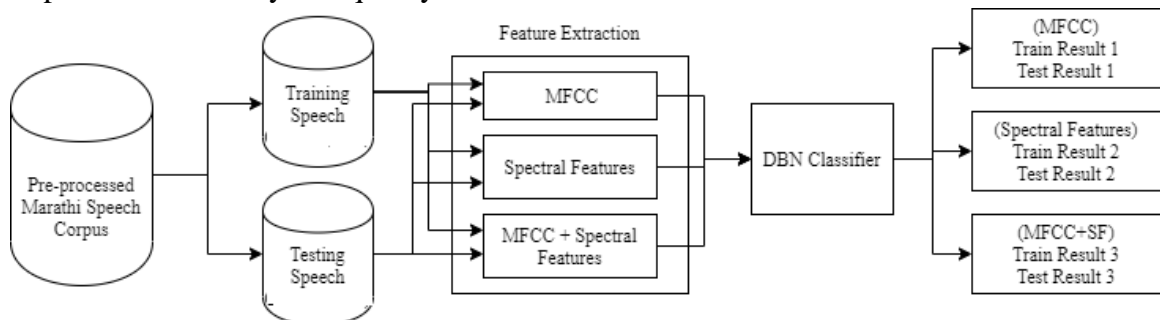 Pre-processed
Marathi Speech
Corpus
Training
Speech
Testing
Speech
Feature Extraction
MFCC
Spectral Features
MFCC + Spectral
Features
DBN Classifier
(MFCC)
Train Result 1
Test Result 1
(Spectral Features)
Train Result 2
Test Result 2
(MFCC+SF)
Train Result 3
Test Result 3